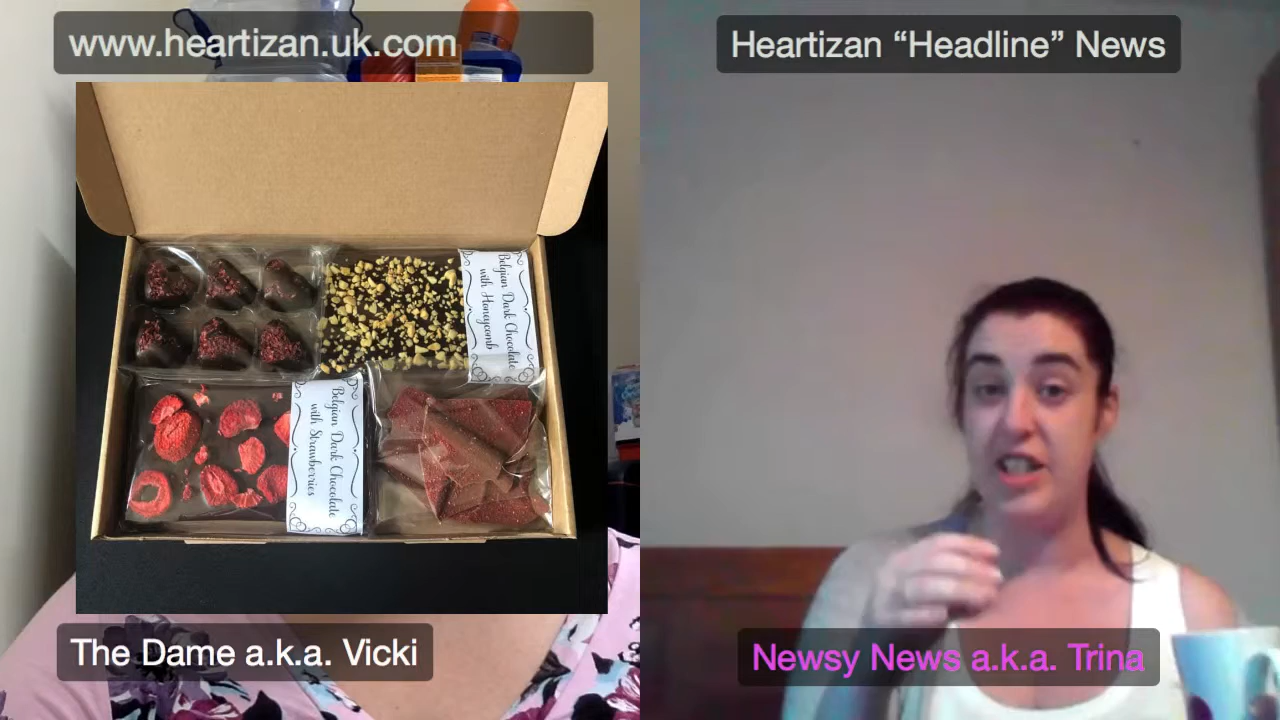 www.heartizan.uk.com
Heartizan “Headline” News
Belgian Dark Chocolate
with Honeycomb
Belgian Dark Chocolate
with Strawberries
The Dame a.k.a. Vicki
Newsy News a.k.a. Trina